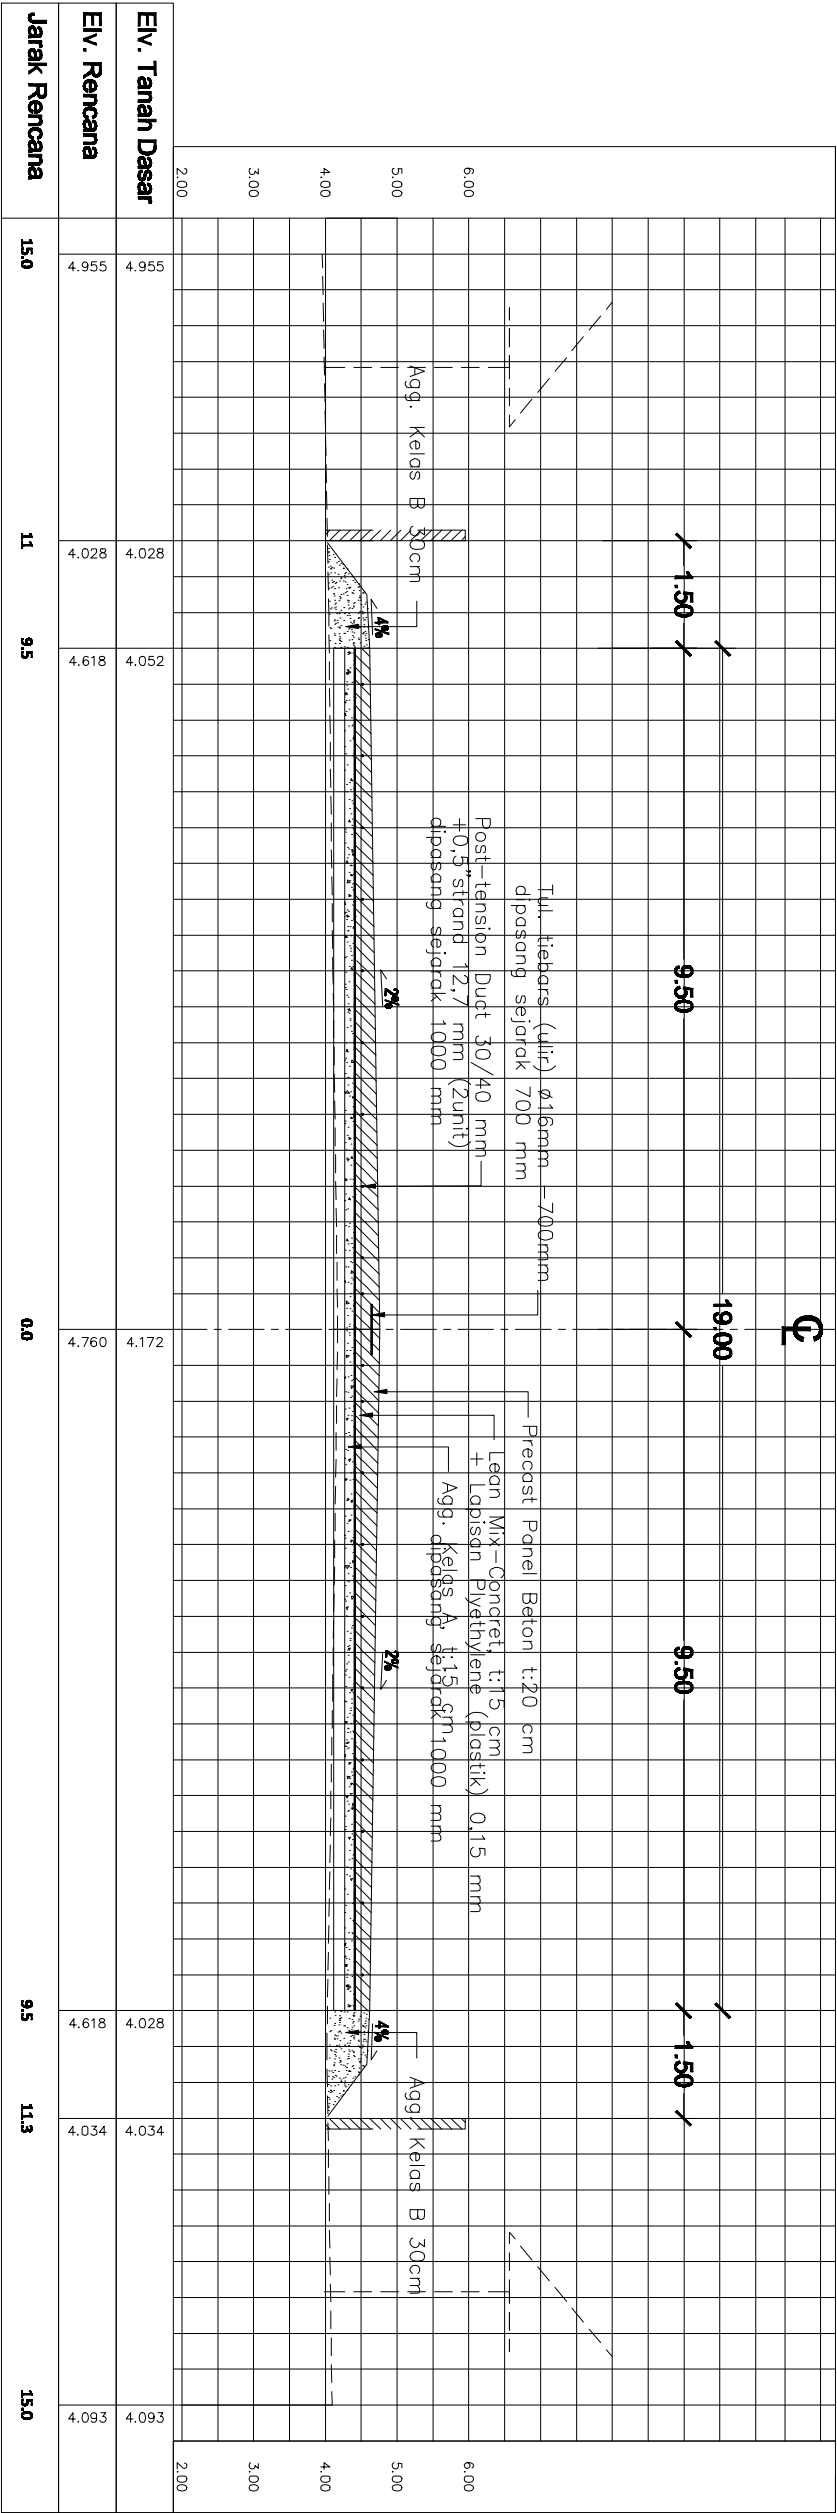 CL
19.00
1.50
9.50
9.50
1.50
Tul. tiebars (ulir) Ø16mm -700mm
dipasang sejarak 700 mm
Post-tension Duct 30/40 mm
+0,5"strand 12,7 mm (2unit)
dipasang sejarak 1000 mm
Precast Panel Beton t:20 cm
Lean Mix-Concret, t:15 cm
+ Lapisan Plyethylene (plastik) 0,15 mm
Agg. Kelas A, t:15 cm
dipasang sejarak 1000 mm
Agg. Kelas B 30cm
Agg Kelas B 30cm
4%
2%
2%
4%
6.00
5.00
4.00
3.00
2.00
6.00
5.00
4.00
3.00
2.00
Elv. Tanah Dasar 4.955 4.028 4.052 4.172 4.028 4.034 4.093
Elv. Rencana 4.955 4.028 4.618 4.760 4.618 4.034 4.093
Jarak Rencana 15.0 11 9.5 0.0 9.5 11.3 15.0